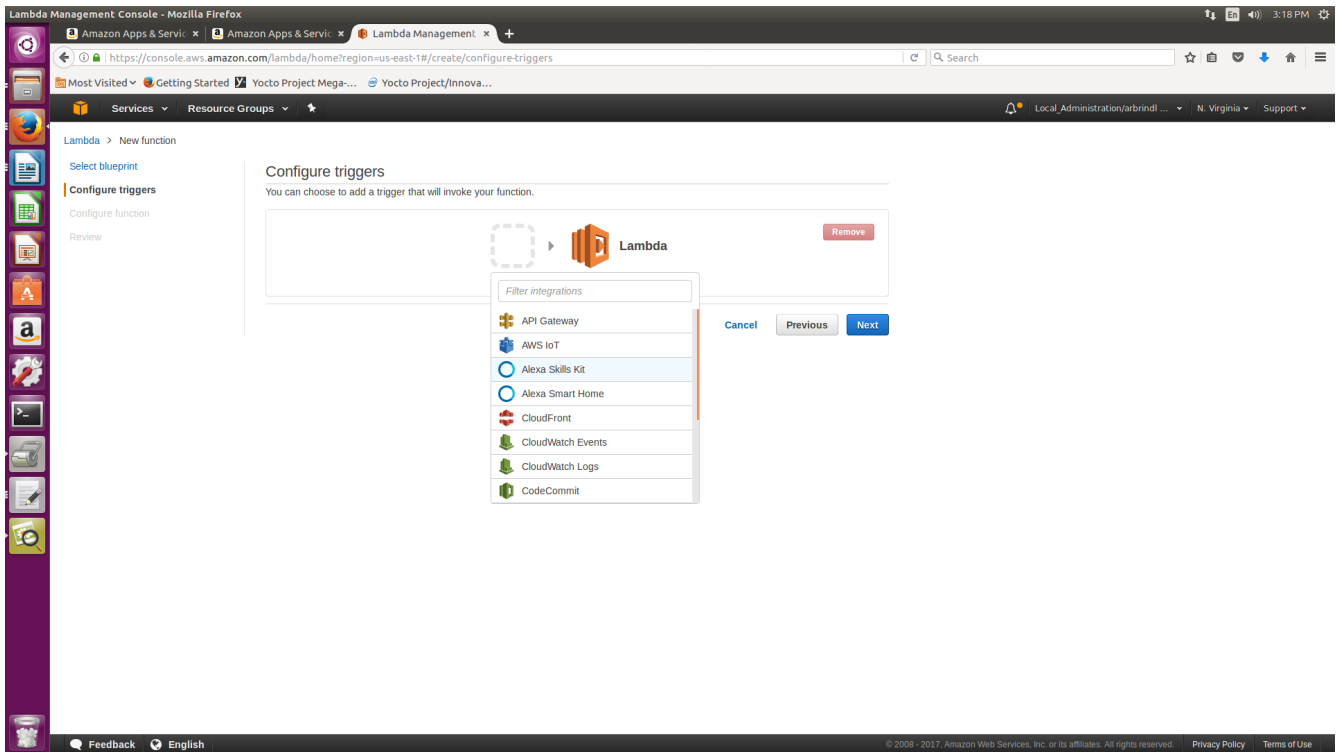 Lambda Management Console - Mozilla Firefox
En 3:18 PM
Amazon Apps & Servic × Amazon Apps & Servic × Lambda Management × +
https://console.aws.amazon.com/lambda/home?region=us-east-1#/create/configure-triggers Search
Most Visited Getting Started Yocto Project Mega-... Yocto Project/Innova...
Services Resource Groups Local_Administration/arbrindl ... N. Virginia Support
Lambda > New function
Select blueprint
Configure triggers
Configure function
Review
Configure triggers
You can choose to add a trigger that will invoke your function.
Lambda
Remove
Filter integrations
API Gateway
AWS IoT
Alexa Skills Kit
Alexa Smart Home
CloudFront
CloudWatch Events
CloudWatch Logs
CodeCommit
Cancel Previous Next
Feedback English © 2008 - 2017, Amazon Web Services, Inc. or its affiliates. All rights reserved. Privacy Policy Terms of Use